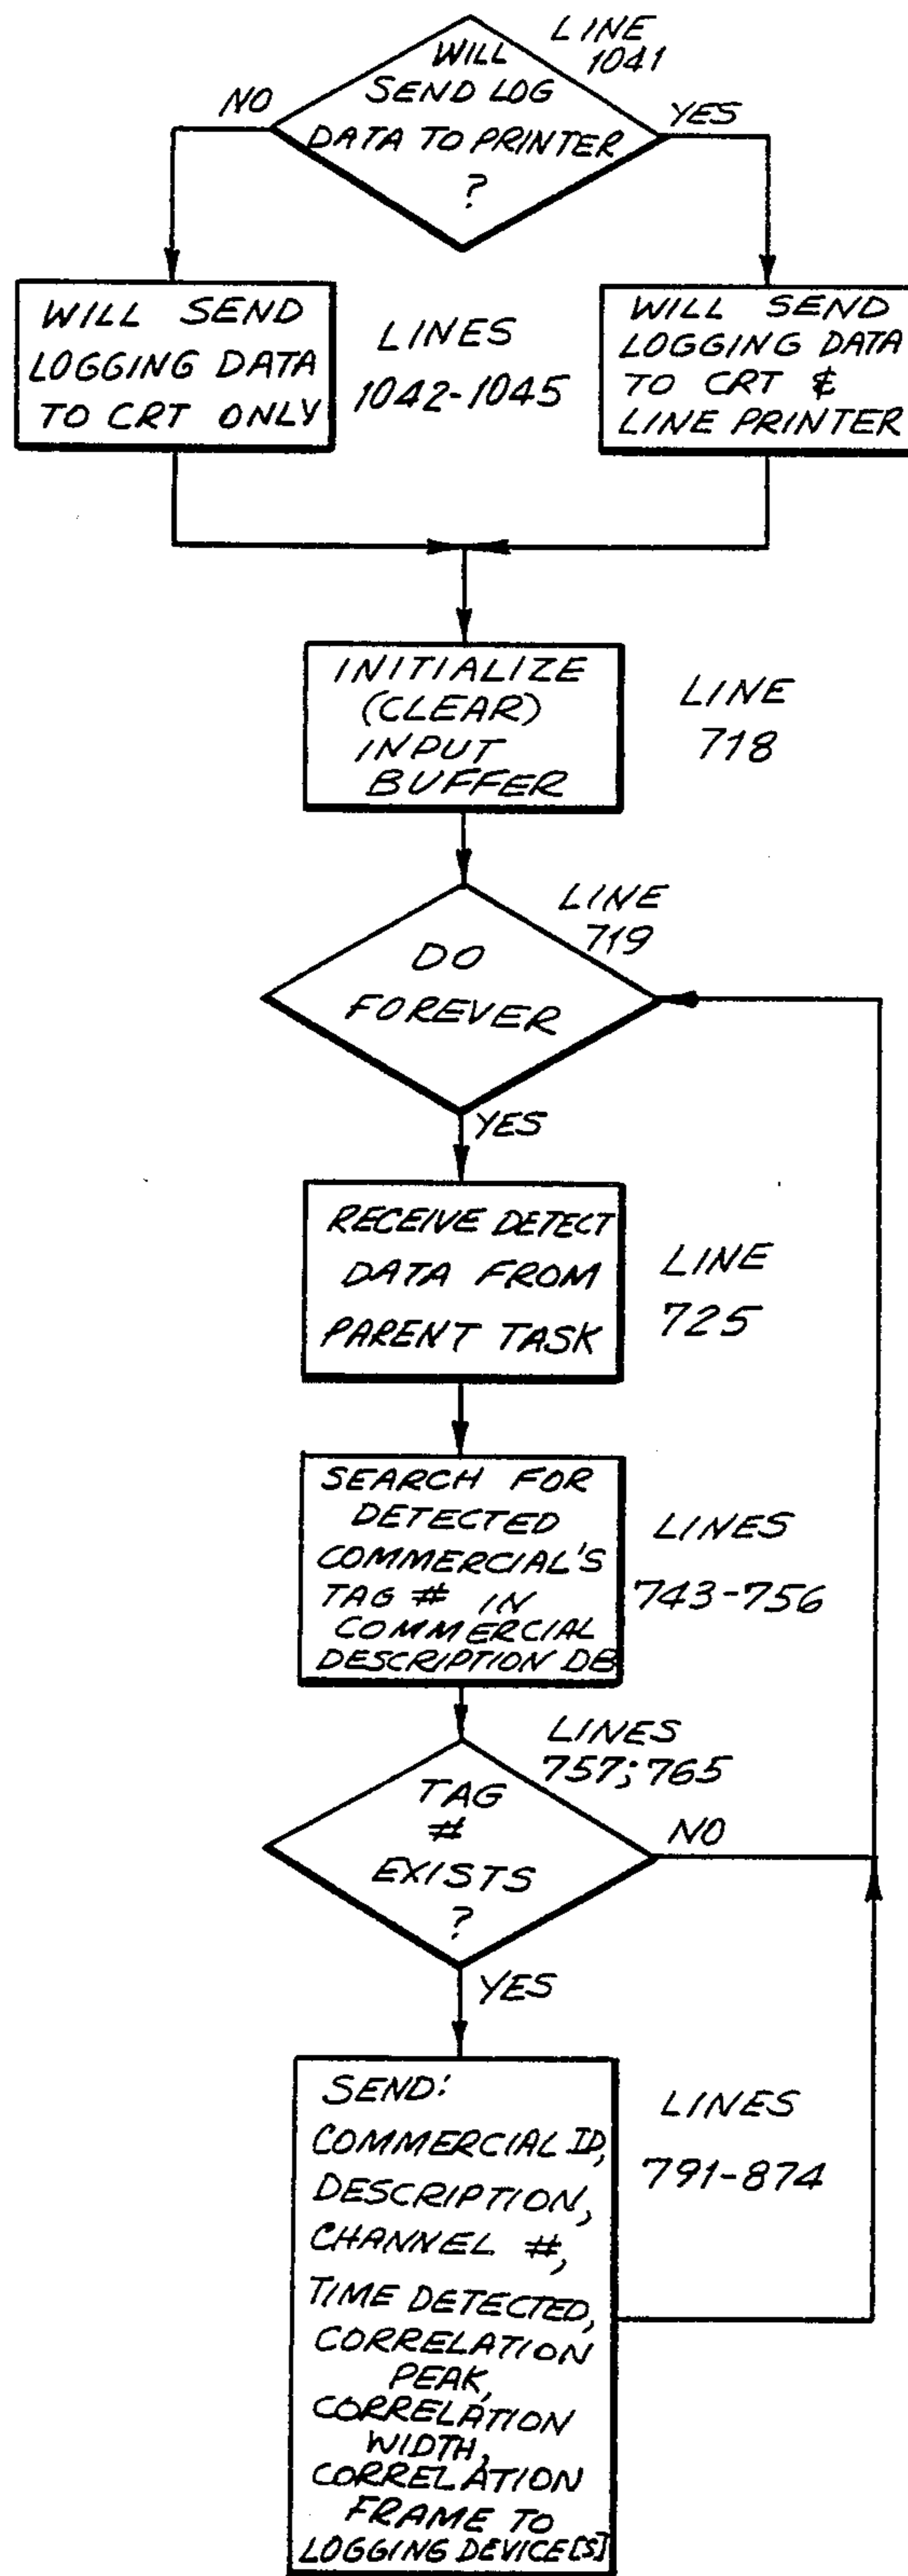 LINE
1041
WILL
SEND LOG
DATA TO PRINTER
?
NO
YES
WILL SEND
LOGGING DATA
TO CRT ONLY
LINES
1042-1045
WILL SEND
LOGGING DATA
TO CRT &
LINE PRINTER
INITIALIZE
(CLEAR)
INPUT
BUFFER
LINE
718
LINE
719
DO
FOREVER
YES
RECEIVE DETECT
DATA FROM
PARENT TASK
LINE
725
SEARCH FOR
DETECTED
COMMERCIAL'S
TAG # IN
COMMERCIAL
DESCRIPTION DB
LINES
743-756
LINES
757;765
TAG
#
EXISTS
?
NO
YES
SEND:
COMMERCIAL ID,
DESCRIPTION,
CHANNEL #,
TIME DETECTED,
CORRELATION
PEAK,
CORRELATION
WIDTH,
CORRELATION
FRAME TO
LOGGING DEVICE[S]
LINES
791-874